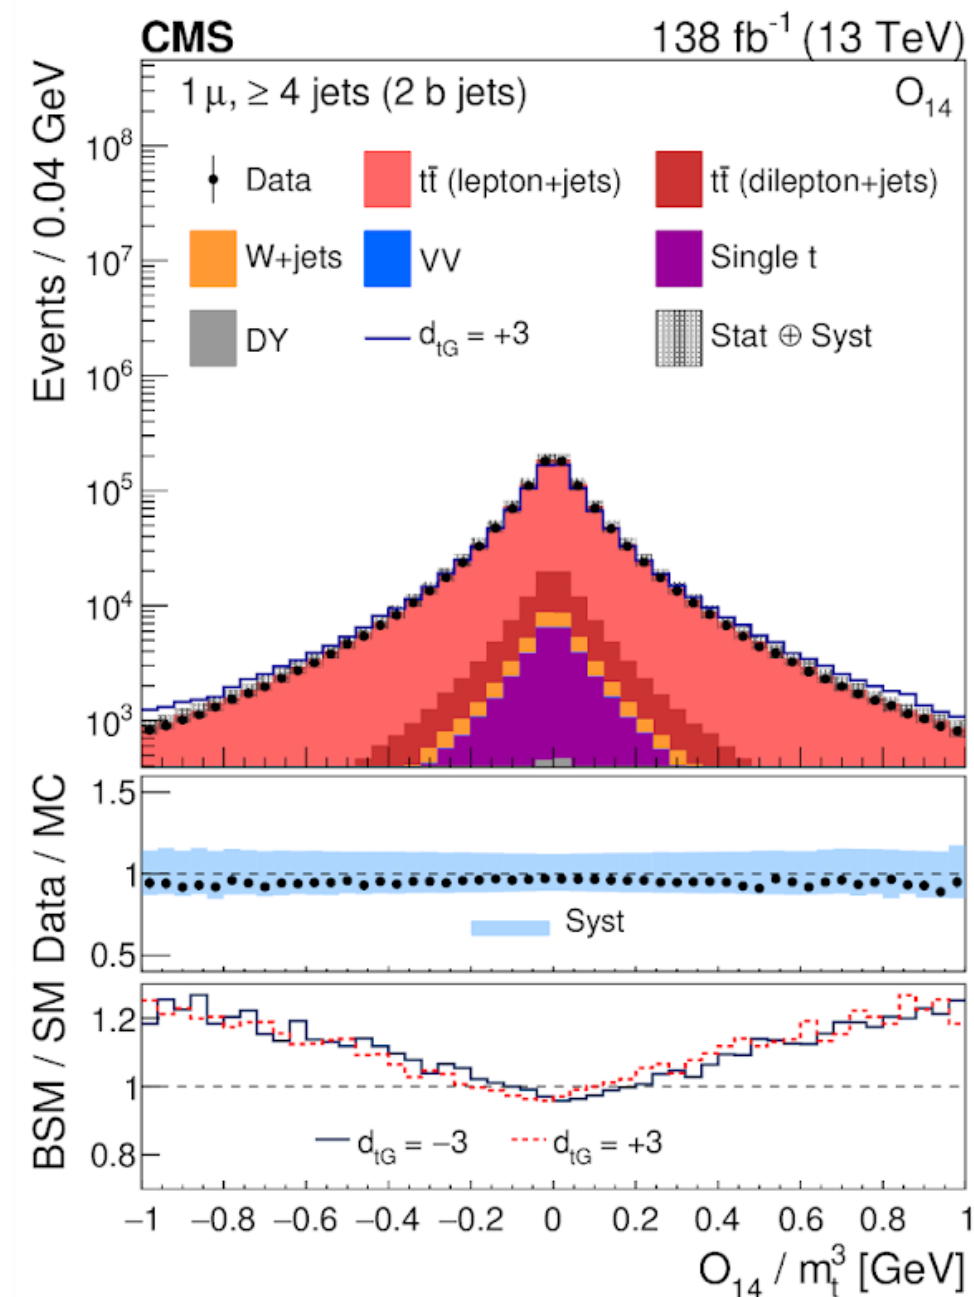 CMS 138 fb⁻¹ (13 TeV)
1 μ, ≥ 4 jets (2 b jets) O₁₄
Events / 0.04 GeV
10⁸
10⁷
10⁶
10⁵
10⁴
10³
Data tt̄ (lepton+jets) tt̄ (dilepton+jets)
W+jets VV Single t
DY d_tG = +3 Stat ⊕ Syst
Data / MC
1.5
1
0.5
Syst
BSM / SM
1.2
1
0.8
d_tG = −3 d_tG = +3
−1 −0.8 −0.6 −0.4 −0.2 0 0.2 0.4 0.6 0.8 1
O₁₄ / m_t³ [GeV]